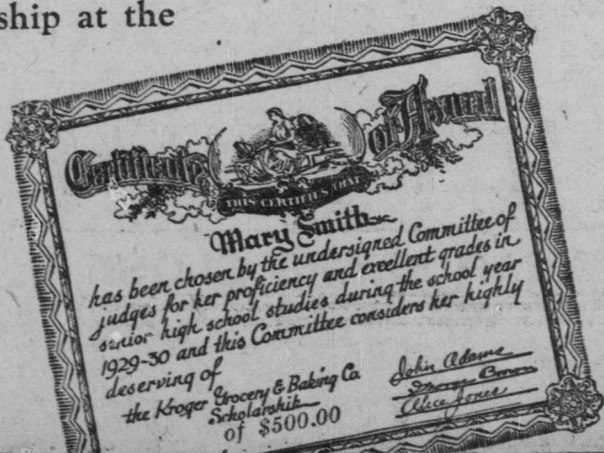 ship at the
Certificate of Award
THIS CERTIFIES THAT
Mary Smith
has been chosen by the undersigned Committee of
judges for her proficiency and excellent grades in
senior high school studies during the school year
1929-30 and this Committee considers her highly
deserving of
the Kroger Grocery & Baking Co.
Scholarship
of $500.00
John Adams
George Brown
Alice Jones